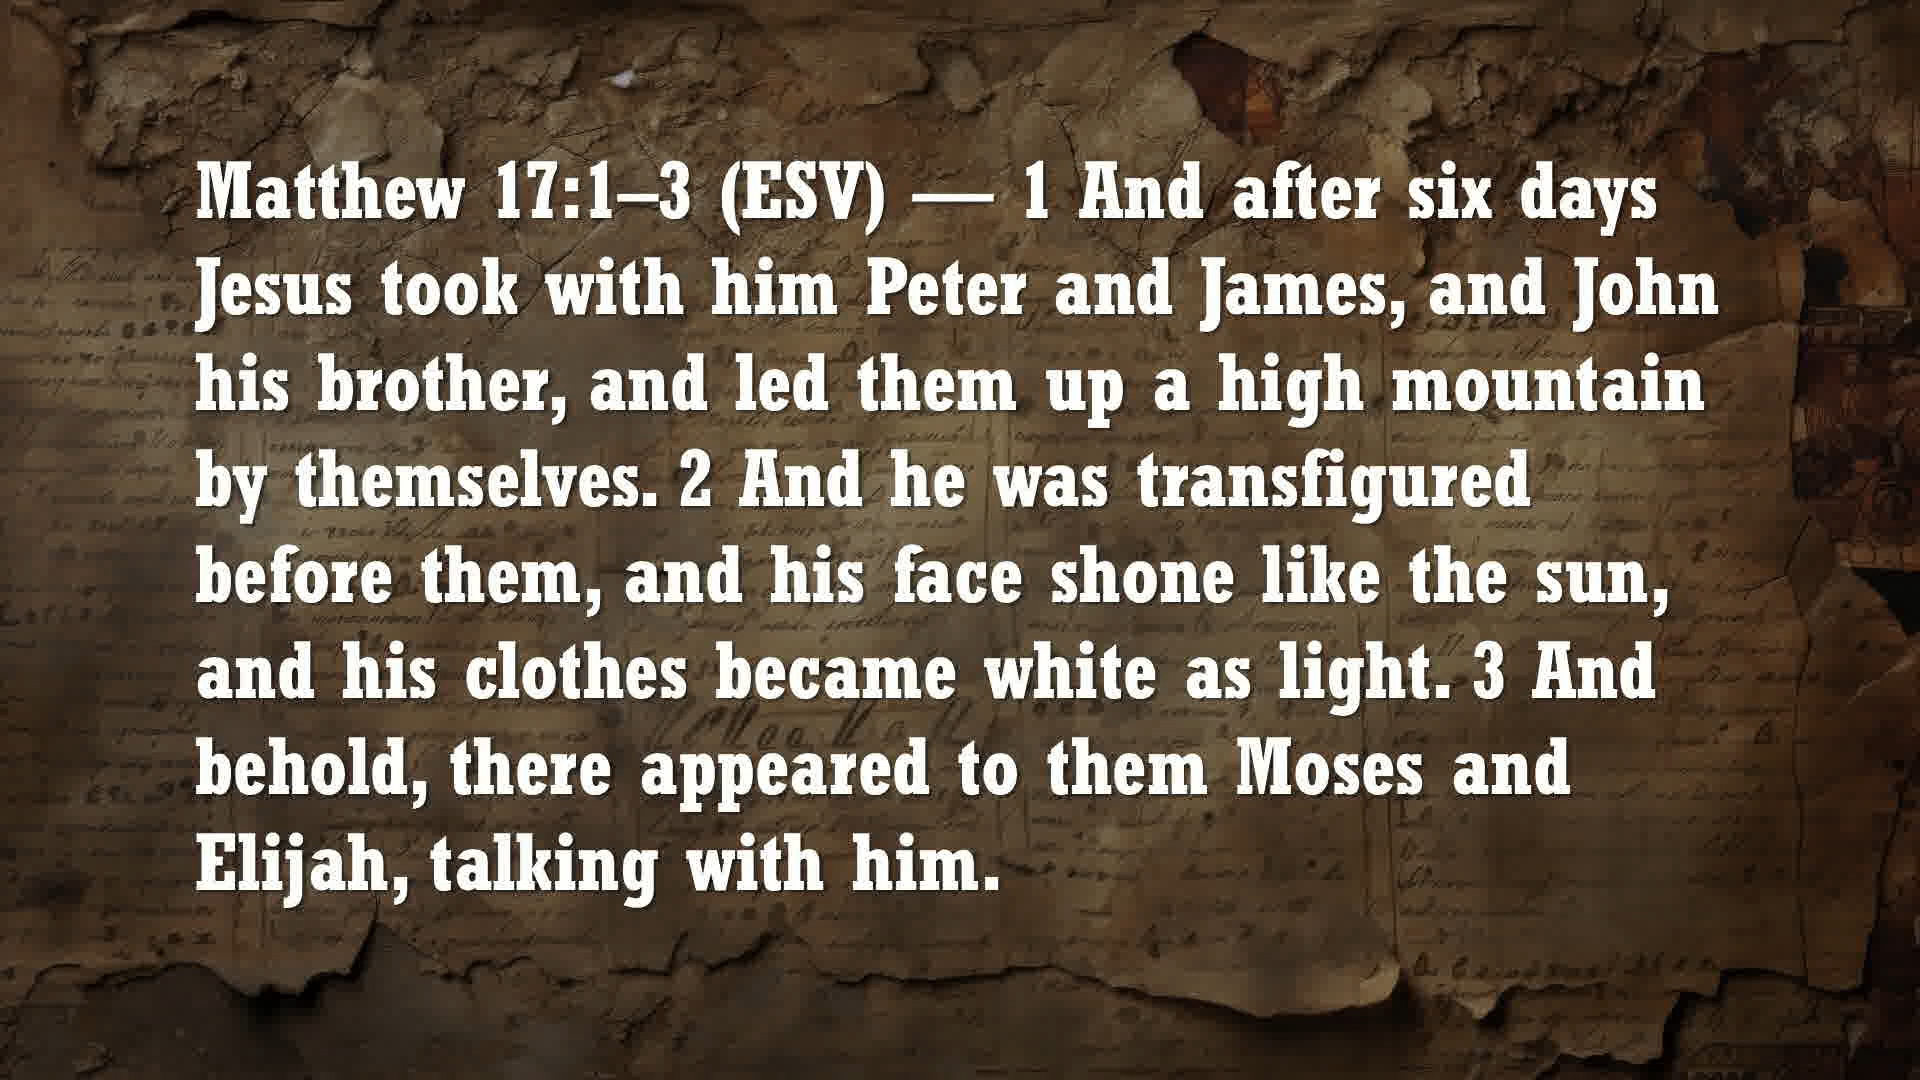 Matthew 17:1–3 (ESV) — 1 And after six days
Jesus took with him Peter and James, and John
his brother, and led them up a high mountain
by themselves. 2 And he was transfigured
before them, and his face shone like the sun,
and his clothes became white as light. 3 And
behold, there appeared to them Moses and
Elijah, talking with him.